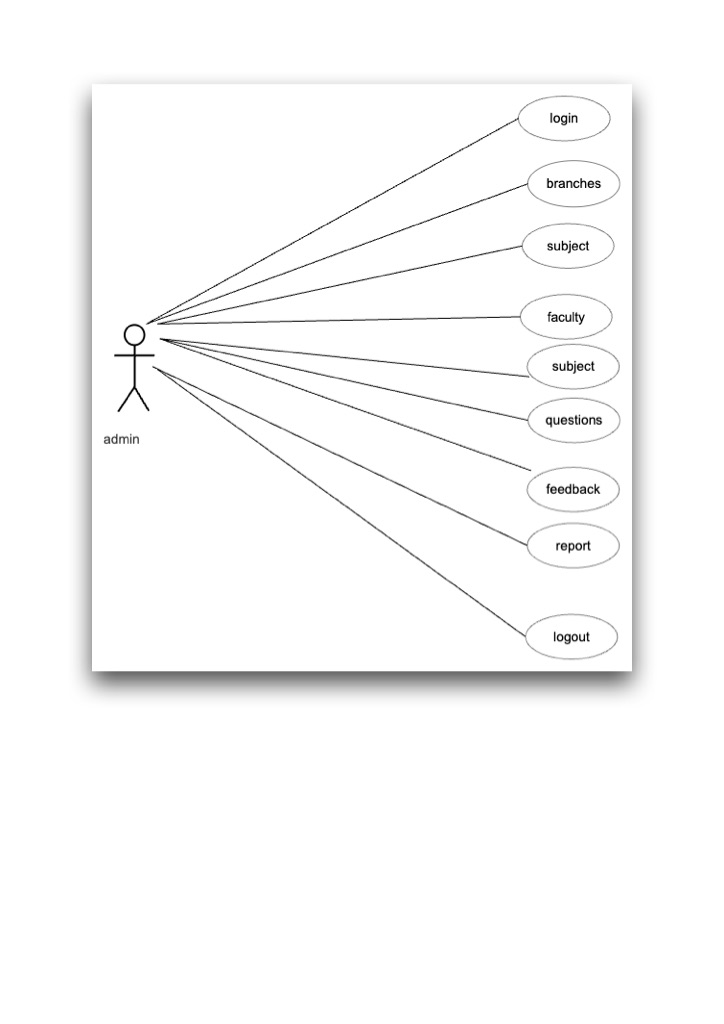 login
branches
subject
faculty
subject
questions
feedback
report
logout
admin